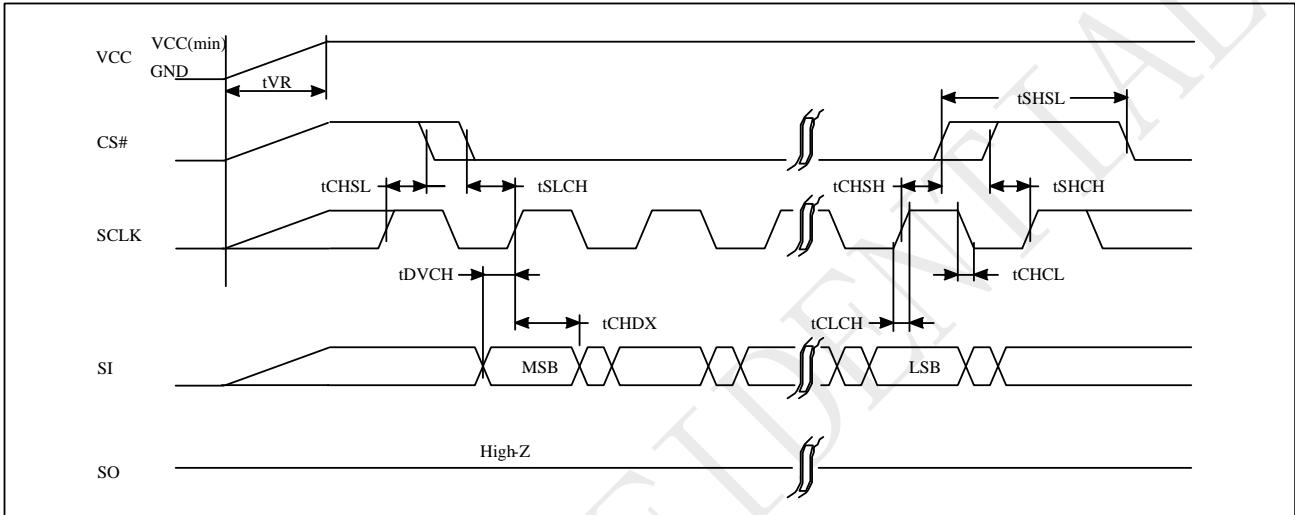 VCC VCC(min)
GND
tVR
CS#
tSHSL
tCHSL
tSLCH
tCHSH
tSHCH
SCLK
tDVCH
tCHCL
tCHDX
tCLCH
SI
MSB
LSB
High-Z
SO
IDENTIAL